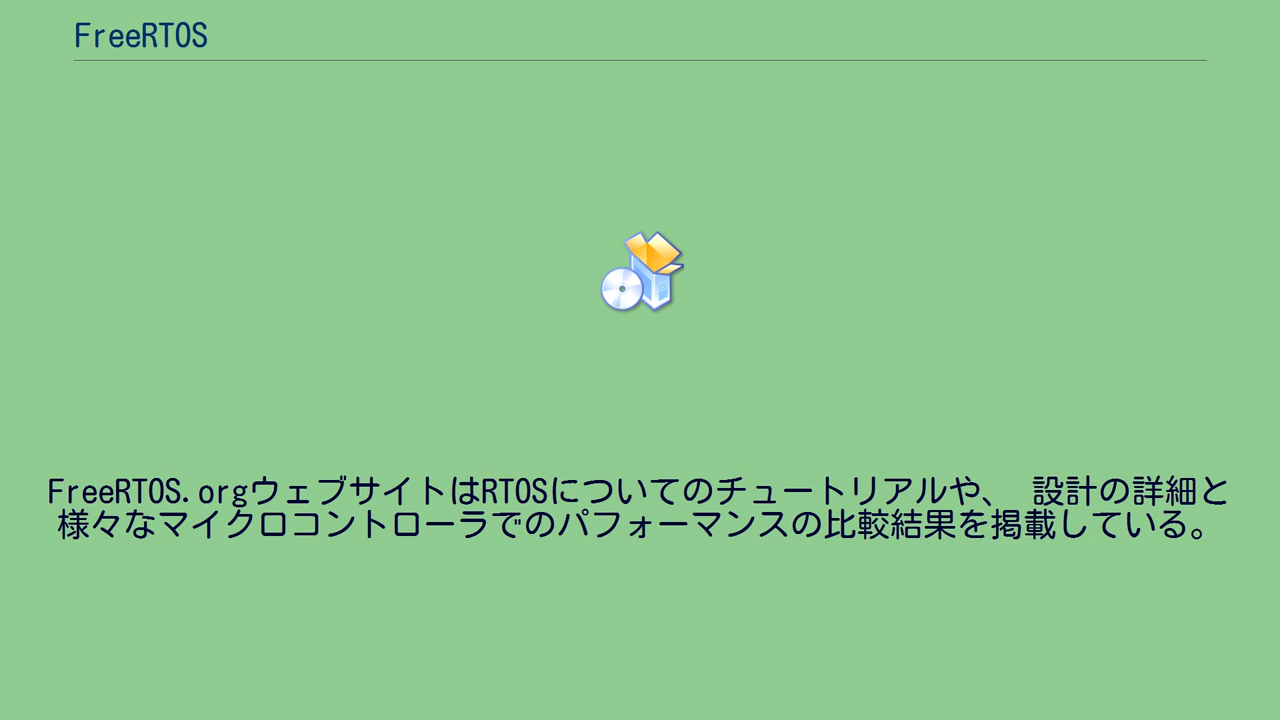 FreeRTOS
FreeRTOS.orgウェブサイトはRTOSについてのチュートリアルや、 設計の詳細と
様々なマイクロコントローラでのパフォーマンスの比較結果を掲載している。